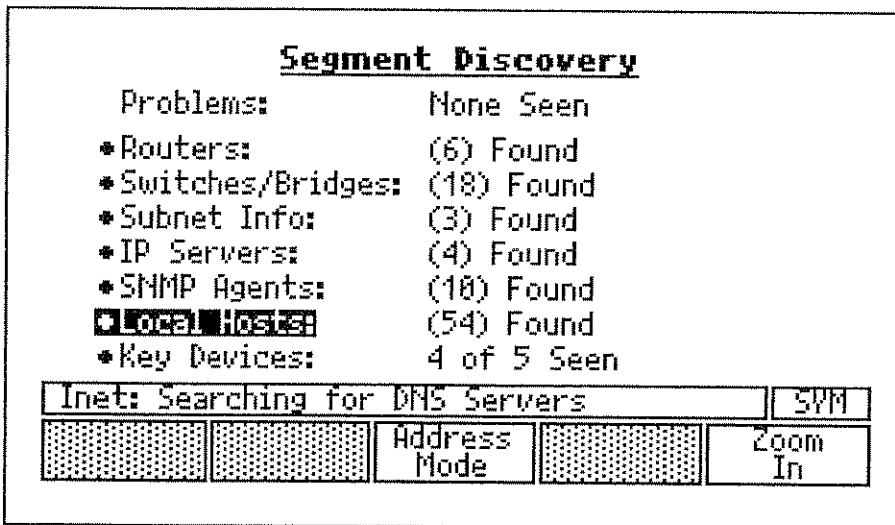 Segment Discovery
Problems: None Seen
•Routers: (6) Found
•Switches/Bridges: (18) Found
•Subnet Info: (3) Found
•IP Servers: (4) Found
•SNMP Agents: (10) Found
•Local Hosts: (54) Found
•Key Devices: 4 of 5 Seen
Inet: Searching for DNS Servers SYM
Address Mode
Zoom In